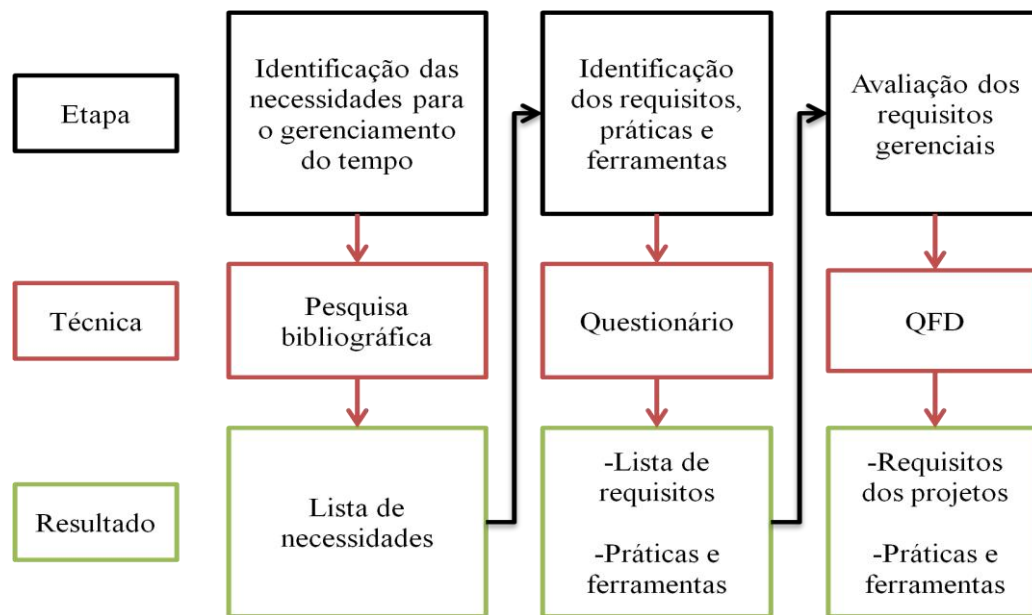 Etapa
Identificação das
necessidades para
o gerenciamento
do tempo
Identificação
dos requisitos,
práticas e
ferramentas
Avaliação dos
requisitos
gerenciais
Técnica
Pesquisa
bibliográfica
Questionário
QFD
Resultado
Lista de
necessidades
-Lista de
requisitos
-Práticas e
ferramentas
-Requisitos
dos projetos
-Práticas e
ferramentas